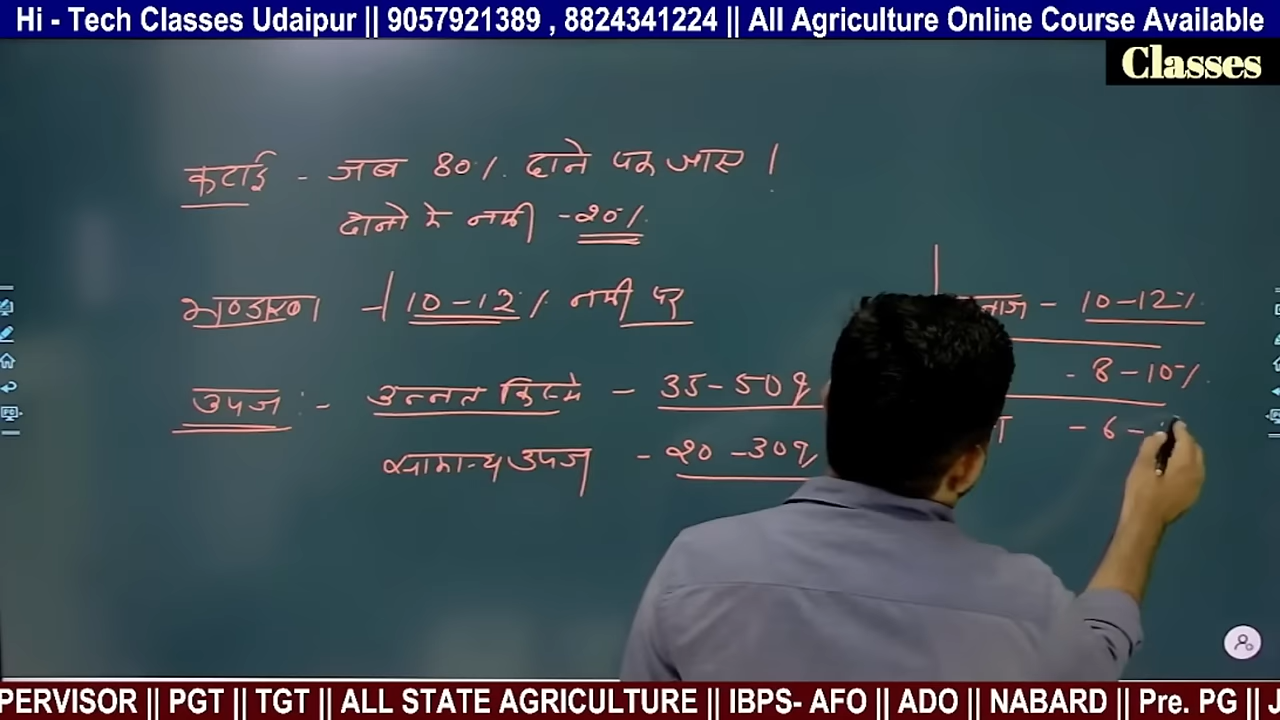 Hi - Tech Classes Udaipur || 9057921389 , 8824341224 || All Agriculture Online Course Available
Classes
कटाई - जब 80% दाने पक जाए |
दानो मे नमी - 20%
भण्डारण - 10-12% नमी पर
उपज :- उन्नत किस्मे - 35-50q
सामान्य उपज - 20-30q
10-12%
- 8-10%
- 6 -
PERVISOR || PGT || TGT || ALL STATE AGRICULTURE || IBPS- AFO || ADO || NABARD || Pre. PG || J